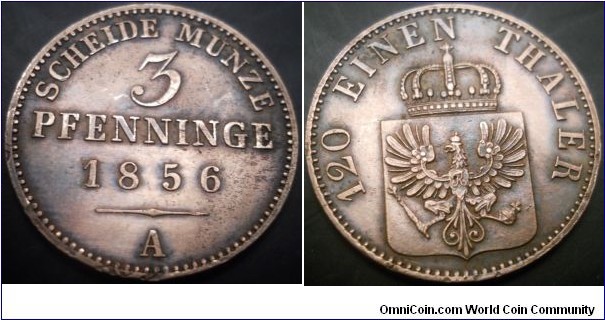 SCHEIDE MUNZE
3
PFENNINGE
1856
A
120 EINEN THALER
OmniCoin.com World Coin Community